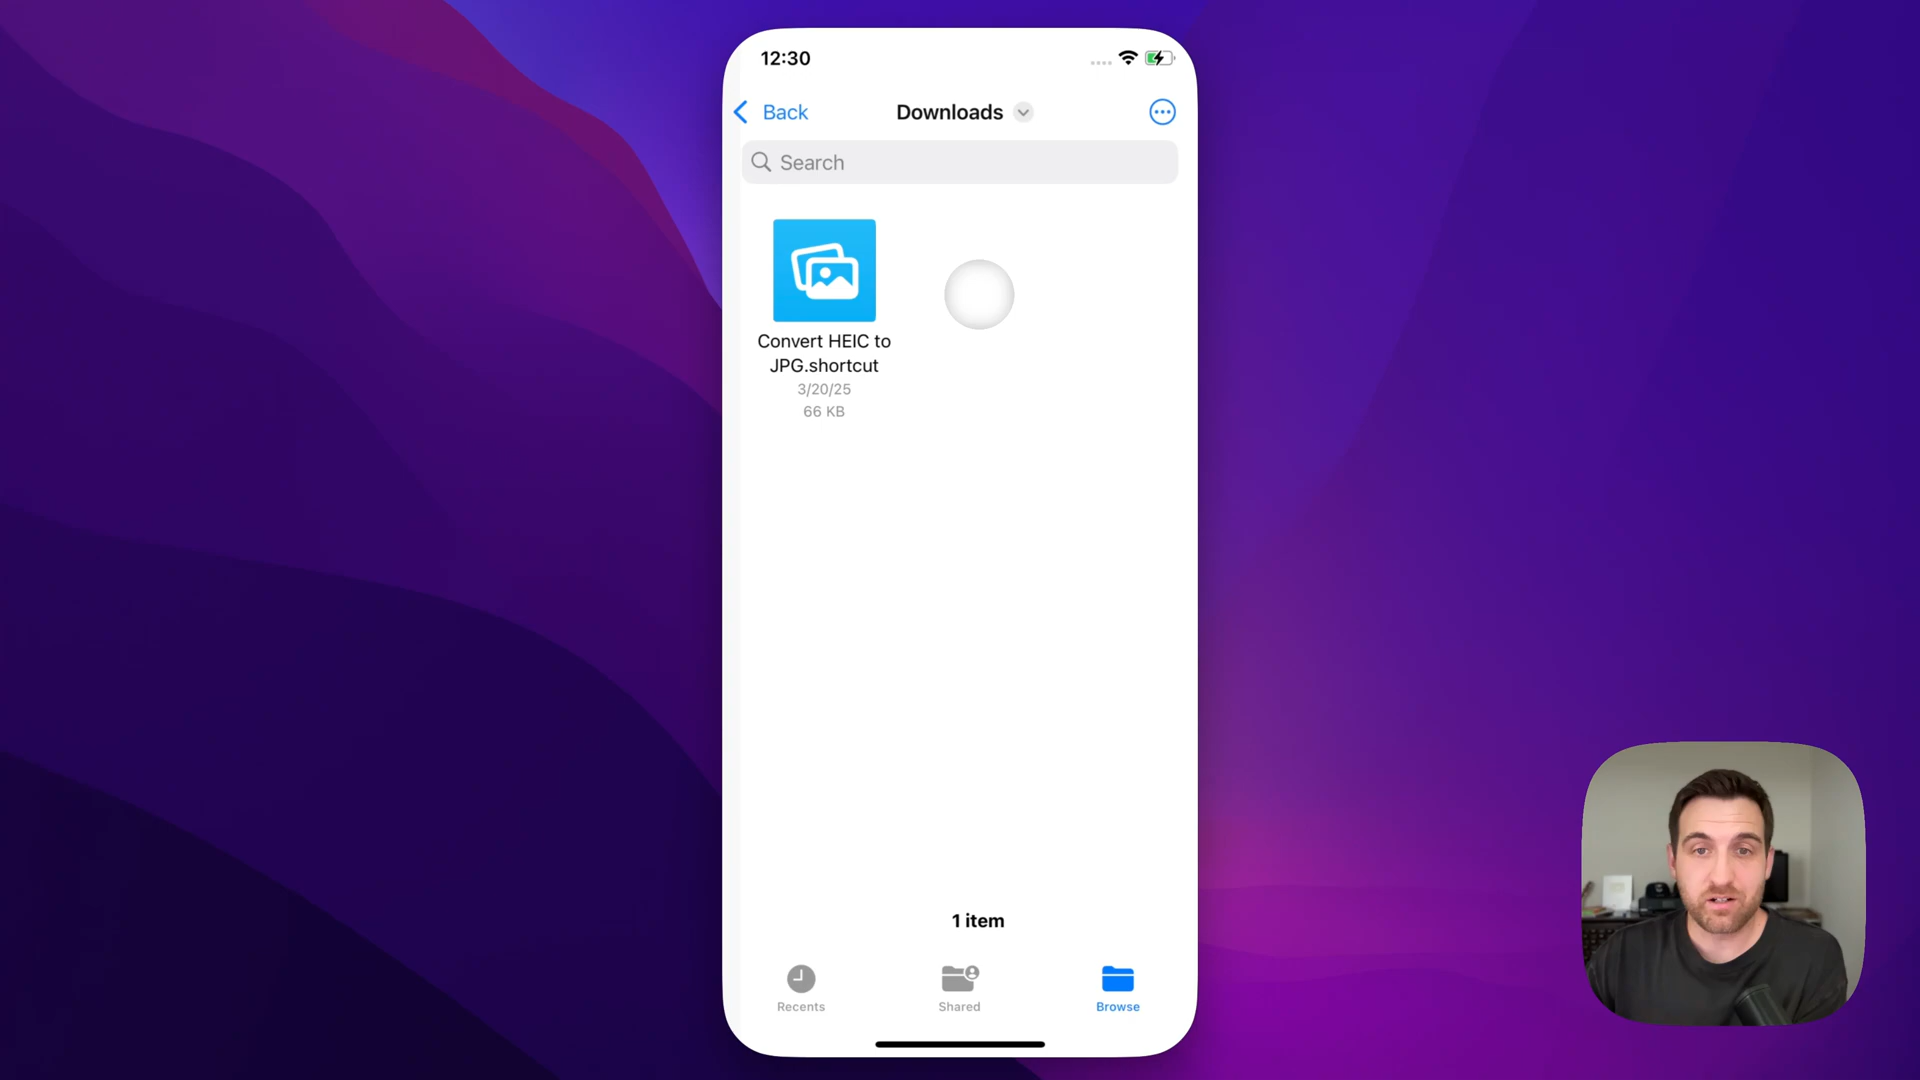 12:30
Back
Downloads
Search
Convert HEIC to
JPG.shortcut
3/20/25
66 KB
1 item
Recents
Shared
Browse